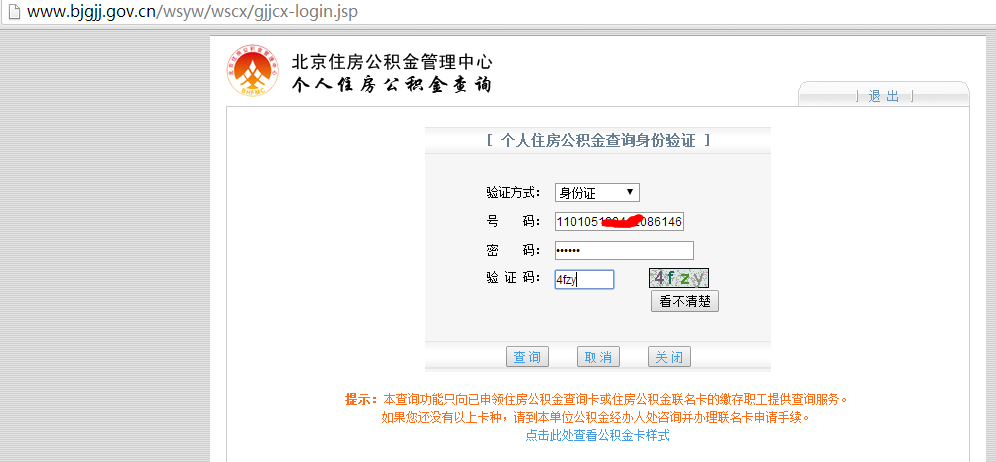 www.bjgjj.gov.cn/wsyw/wscx/gjjcx-login.jsp
北京住房公积金管理中心
个人住房公积金查询
] 退 出 ]
[ 个人住房公积金查询身份验证 ]
验证方式： 身份证
号 码： 110105 086146
密 码： ••••••
验 证 码： 4fzy 4fzy
看不清楚
查 询 取 消 关 闭
提示：本查询功能只向已申领住房公积金查询卡或住房公积金联名卡的缴存职工提供查询服务。
如果您还没有以上卡种，请到本单位公积金经办人处咨询并办理联名卡申请手续。
点击此处查看公积金卡样式